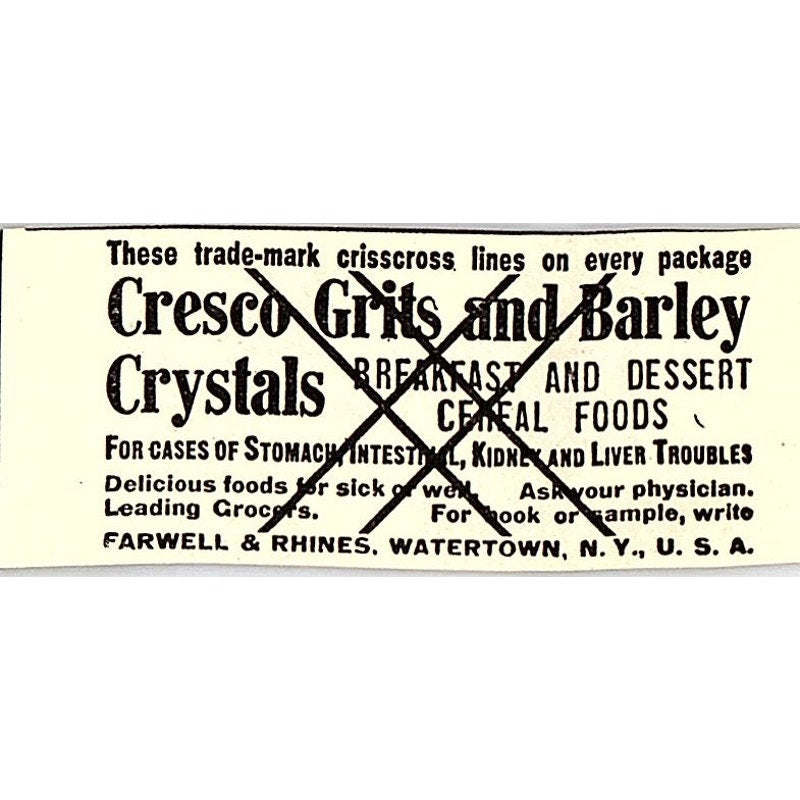 These trade-mark crisscross lines on every package
Cresco Grits and Barley
Crystals BREAKFAST AND DESSERT
CEREAL FOODS
FOR CASES OF STOMACH, INTESTINAL, KIDNEY AND LIVER TROUBLES
Delicious foods for sick or well. Ask your physician.
Leading Grocers. For book or sample, write
FARWELL & RHINES, WATERTOWN, N. Y., U. S. A.